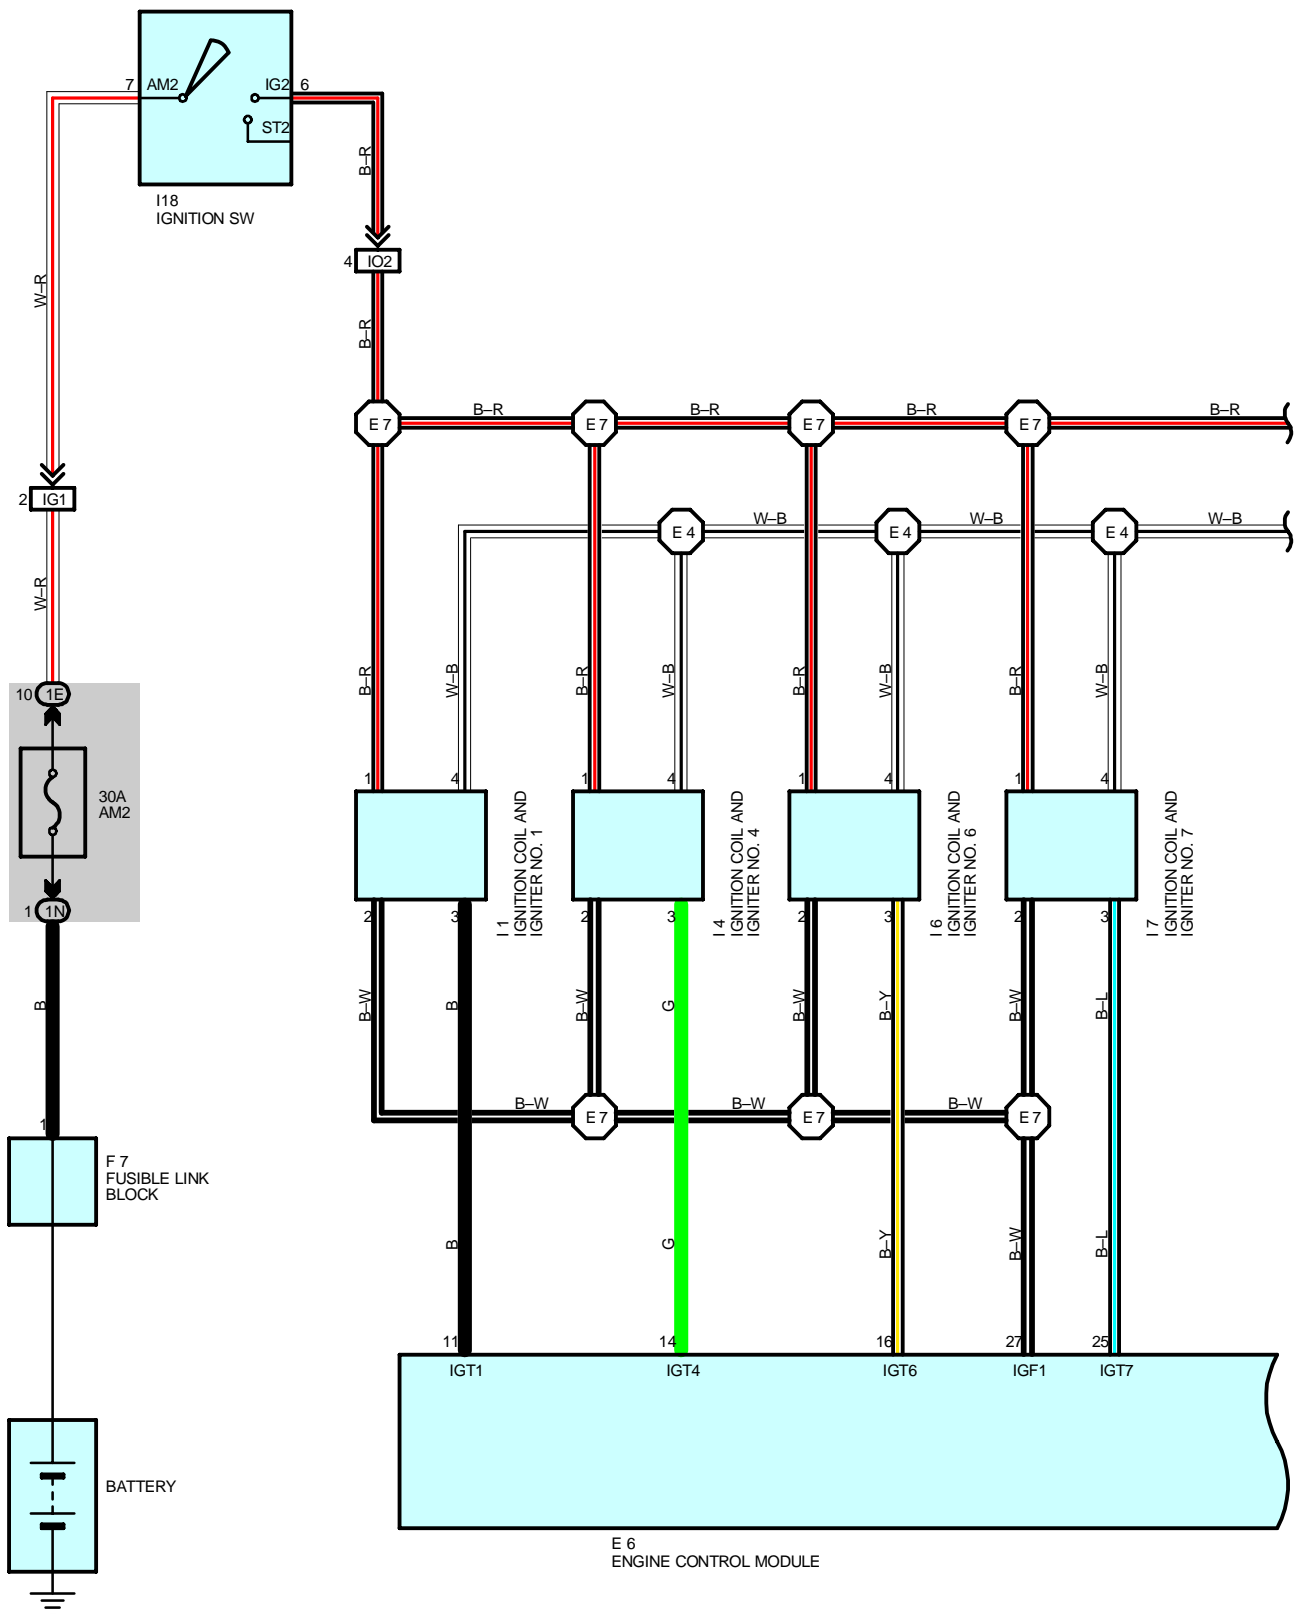 7 AM2 IG2 6
ST2
I18
IGNITION SW
B–R
4 IO2
W–R
B–R
B–R B–R B–R B–R
E 7 E 7 E 7 E 7
2 IG1
W–B W–B W–B
E 4 E 4 E 4
W–R
B–R W–B B–R W–B B–R W–B B–R W–B
10 1E
1 4 1 4 1 4 1 4
30A
AM2
I 1
IGNITION COIL AND
IGNITER NO. 1
I 4
IGNITION COIL AND
IGNITER NO. 4
I 6
IGNITION COIL AND
IGNITER NO. 6
I 7
IGNITION COIL AND
IGNITER NO. 7
1 1N
2 3 2 3 2 3 2 3
B
B–W B B–W G B–W B–Y B–W B–L
B–W B–W B–W
E 7 E 7 E 7
1
F 7
FUSIBLE LINK
BLOCK
B G B–Y B–W B–L
11 14 16 27 25
IGT1 IGT4 IGT6 IGF1 IGT7
BATTERY
E 6
ENGINE CONTROL MODULE